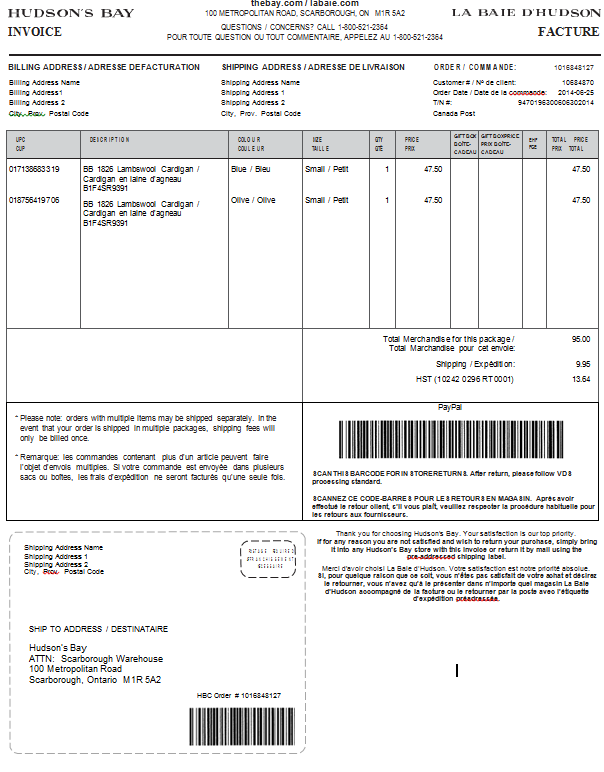 thebay.com / labaie.com
HUDSON'S BAY
100 METROPOLITAN ROAD, SCARBOROUGH, ON M1R 5A2
LA BAIE D'HUDSON
INVOICE
QUESTIONS / CONCERNS? CALL 1-800-521-2364
FACTURE
POUR TOUTE QUESTION OU TOUT COMMENTAIRE, APPELEZ AU 1-800-521-2364
BILLING ADDRESS / ADRESSE DE FACTURATION
SHIPPING ADDRESS / ADRESSE DE LIVRAISON
ORDER / COMMANDE: 1016848127
Billing Address Name
Billing Address1
Billing Address 2
City, Prov. Postal Code
Shipping Address Name
Shipping Address 1
Shipping Address 2
City, Prov. Postal Code
Customer # / Nº de client: 10684870
Order Date / Date de la commande: 2014-06-25
T/N #: 9470196300606302014
Canada Post
UPC CUP
DESCRIPTION
COLOUR COULEUR
SIZE TAILLE
QTY QTÉ
PRICE PRIX
GIFT BOX BOÎTE-CADEAU
GIFT BOX PRICE PRIX BOÎTE-CADEAU
EHF FGE
TOTAL PRICE PRIX TOTAL
017138683319 BB 1826 Lambswool Cardigan / Blue / Bleu Small / Petit 1 47.50 47.50
Cardigan en laine d'agneau
B1F4SR9391
018756419706 BB 1826 Lambswool Cardigan / Olive / Olive Small / Petit 1 47.50 47.50
Cardigan en laine d'agneau
B1F4SR9391
Total Merchandise for this package / 95.00
Total Marchandise pour cet envoie:
Shipping / Expédition: 9.95
HST (10242 0296 RT0001) 13.64
* Please note: orders with multiple items may be shipped separately. In the
event that your order is shipped in multiple packages, shipping fees will
only be billed once.
* Remarque: les commandes contenant plus d'un article peuvent faire
l'objet d'envois multiples. Si votre commande est envoyée dans plusieurs
sacs ou boîtes, les frais d'expédition ne seront facturés qu'une seule fois.
PayPal
SCAN THIS BARCODE FOR IN STORE RETURNS. After return, please follow VDS
processing standard.
SCANNEZ CE CODE-BARRES POUR LES RETOURS EN MAGASIN. Après avoir
effectué le retour client, s'il vous plaît, veuillez respecter la procédure habituelle pour
les retours aux fournisseurs.
Shipping Address Name
Shipping Address 1
Shipping Address 2
City, Prov. Postal Code
SHIP TO ADDRESS / DESTINATAIRE
Hudson's Bay
ATTN: Scarborough Warehouse
100 Metropolitan Road
Scarborough, Ontario M1R 5A2
HBC Order # 1016848127
Thank you for choosing Hudson's Bay. Your satisfaction is our top priority.
If for any reason you are not satisfied and wish to return your purchase, simply bring
it into any Hudson's Bay store with this invoice or return it by mail using the
pre-addressed shipping label.
Merci d'avoir choisi La Baie d'Hudson. Votre satisfaction est notre priorité absolue.
Si, pour quelque raison que ce soit, vous n'êtes pas satisfait de votre achat et désirez
le retourner, vous n'avez qu'à le présenter dans n'importe quel magasin La Baie
d'Hudson accompagné de la facture ou le retourner par la poste avec l'étiquette
d'expédition préadressée.